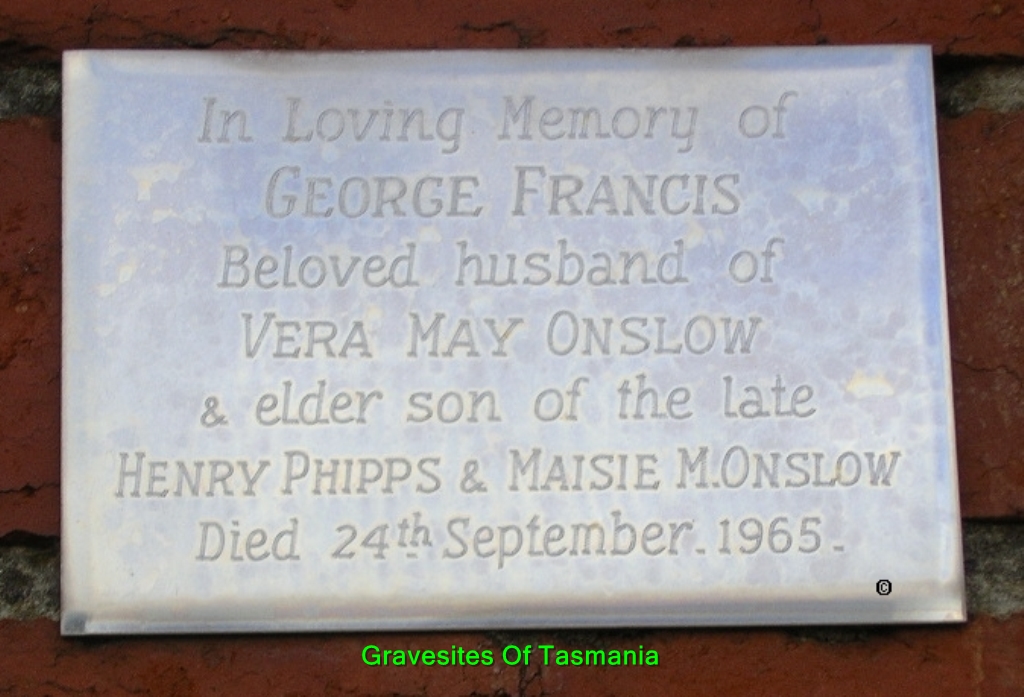 In Loving Memory of
GEORGE FRANCIS
Beloved husband of
VERA MAY ONSLOW
& elder son of the late
HENRY PHIPPS & MAISIE M.ONSLOW
Died 24th September. 1965.
©
Gravesites Of Tasmania